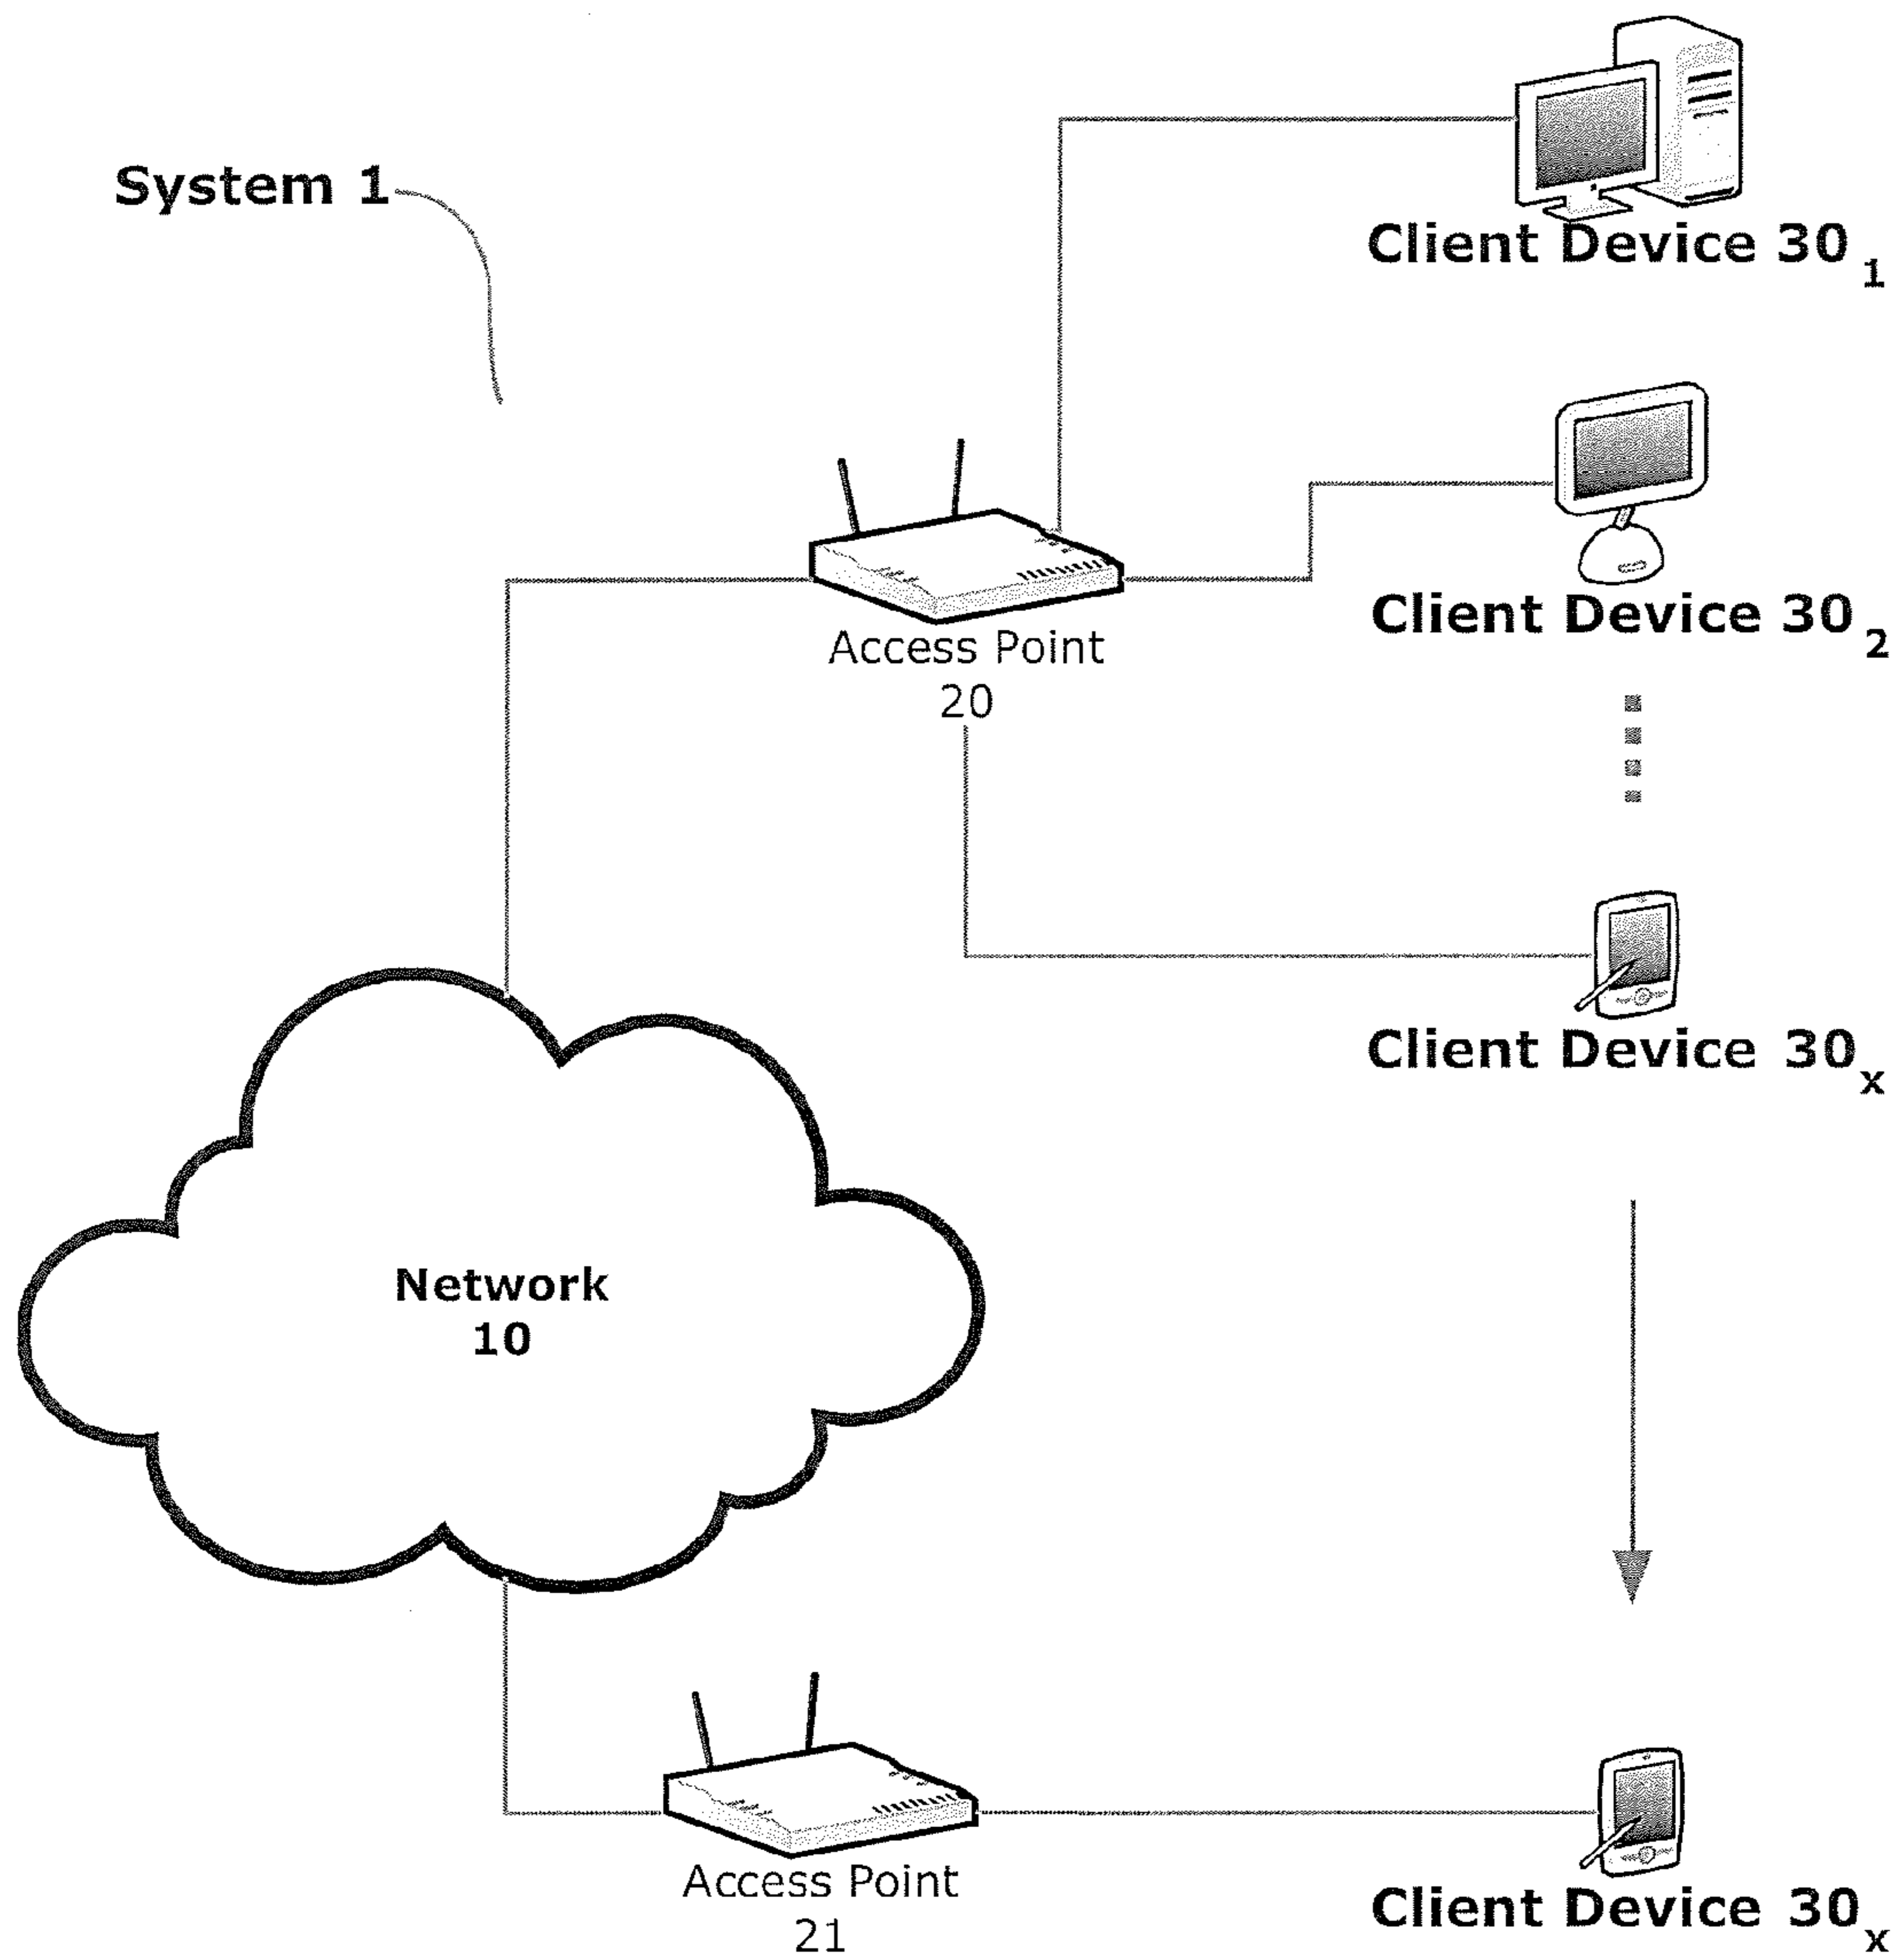 System 1
Client Device 30 1
Client Device 30 2
Access Point
20
Client Device 30 x
Network
10
Access Point
21
Client Device 30 x